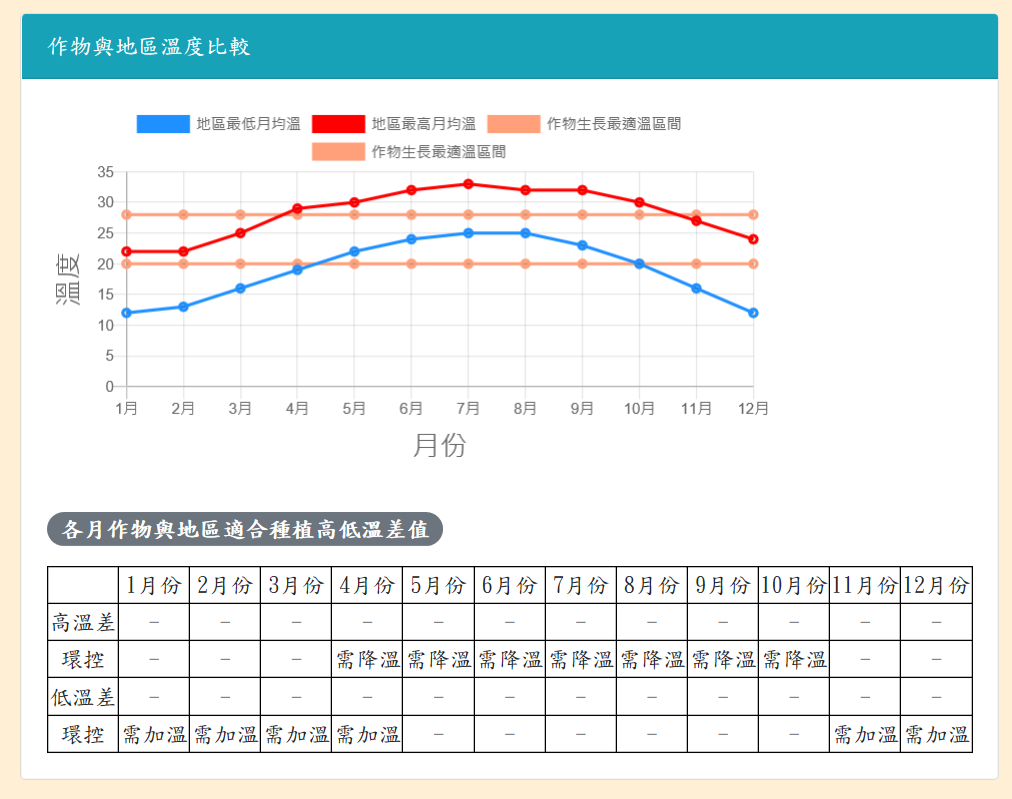 作物與地區溫度比較
地區最低月均溫 地區最高月均溫 作物生長最適溫區間
作物生長最適溫區間
35
30
25
20
15
10
5
0
溫度
1月 2月 3月 4月 5月 6月 7月 8月 9月 10月 11月 12月
月份
各月作物與地區適合種植高低溫差值
1月份 2月份 3月份 4月份 5月份 6月份 7月份 8月份 9月份 10月份 11月份 12月份
高溫差 - - - - - - - - - - - -
環控 - - - 需降溫 需降溫 需降溫 需降溫 需降溫 需降溫 需降溫 - -
低溫差 - - - - - - - - - - - -
環控 需加溫 需加溫 需加溫 需加溫 - - - - - - 需加溫 需加溫